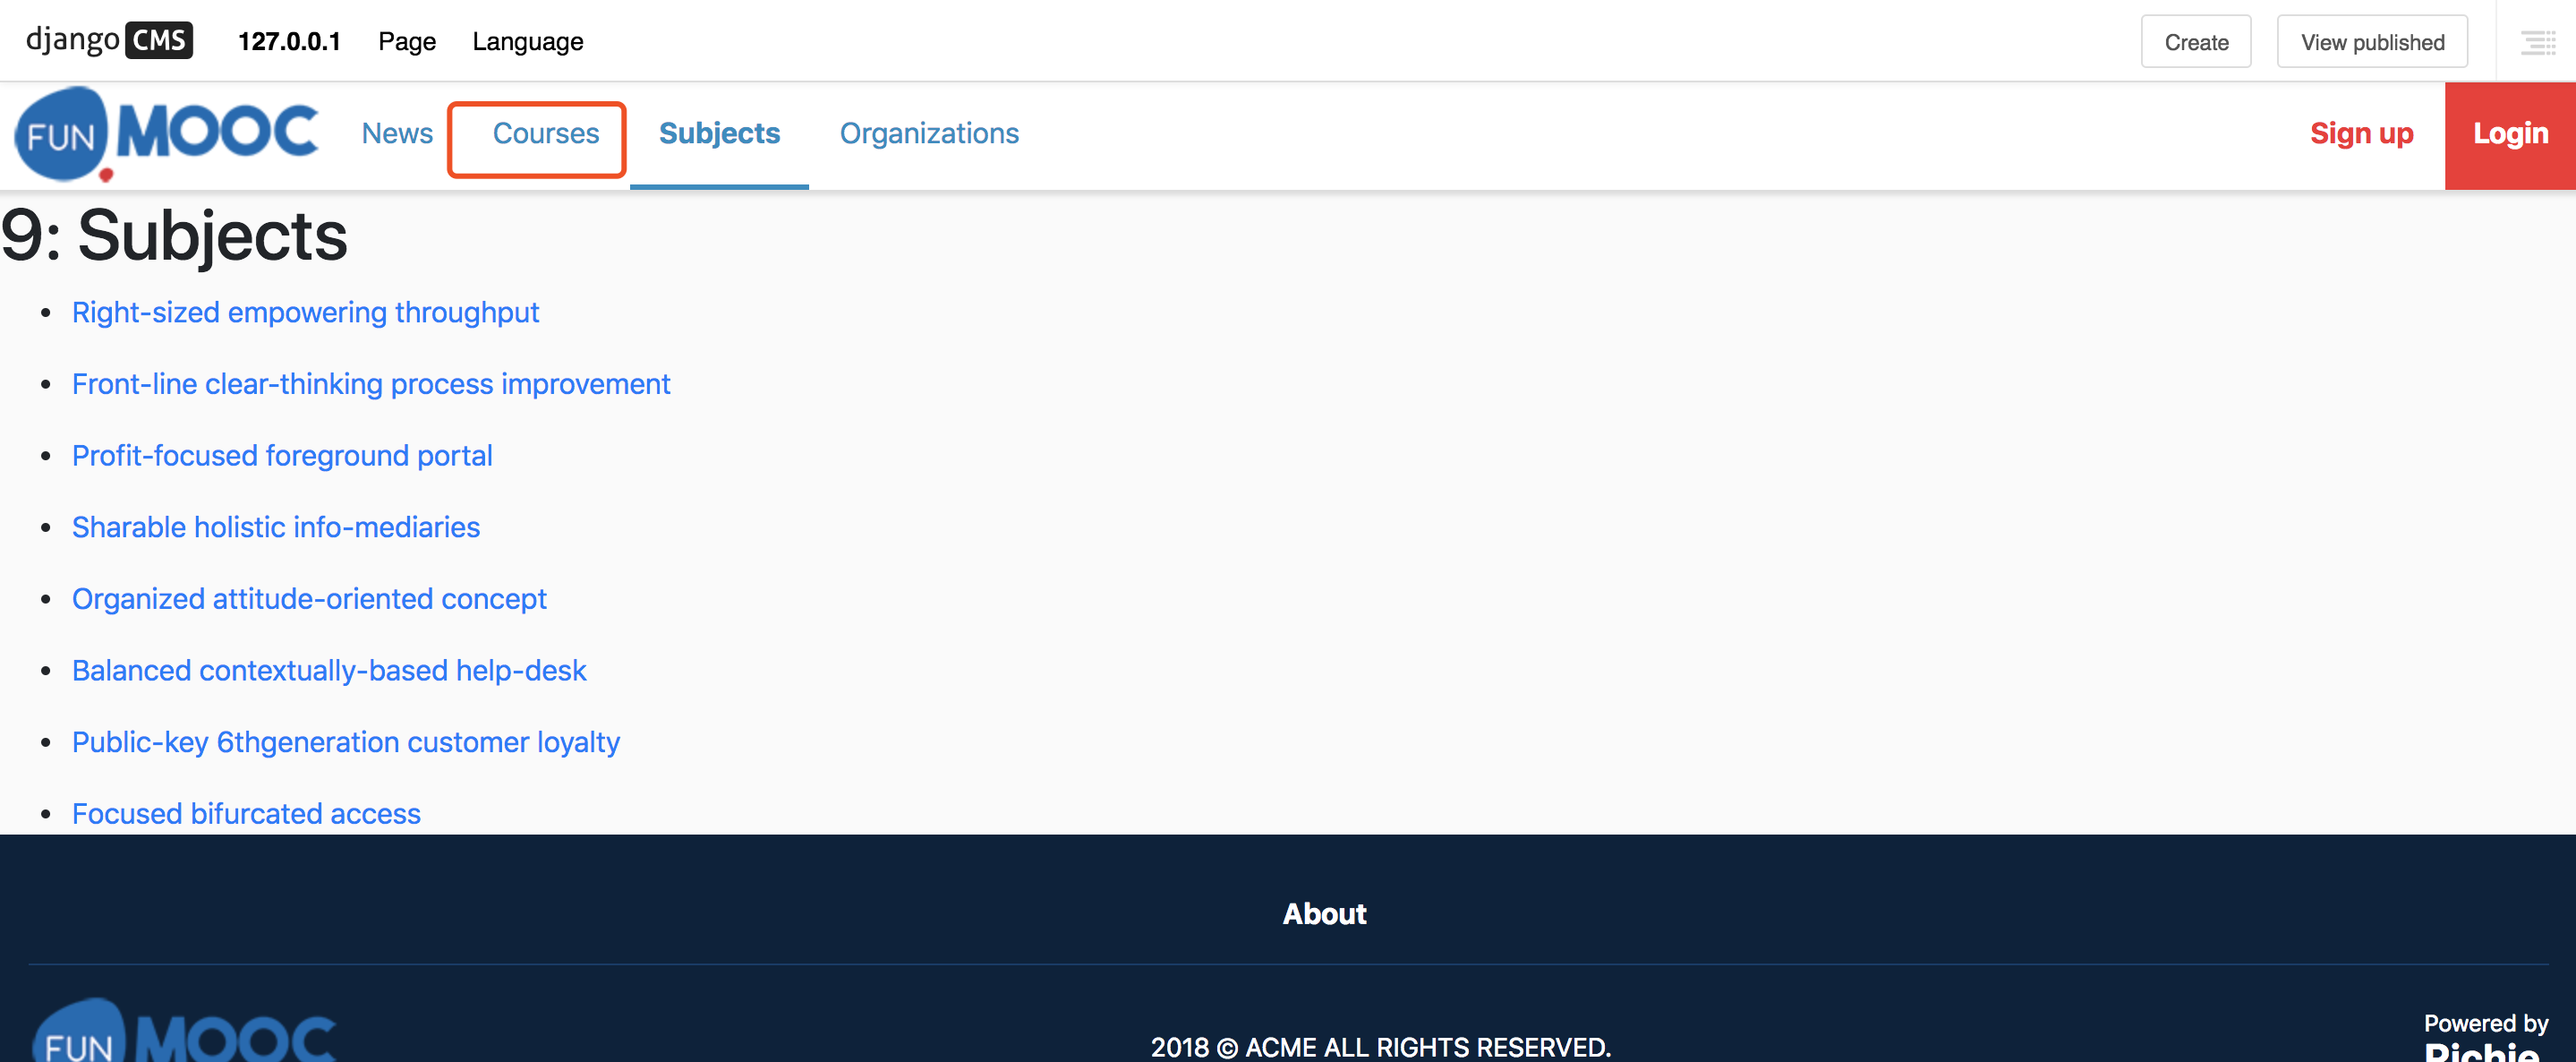 django CMS 127.0.0.1 Page Language Create View published
FUN MOOC News Courses Subjects Organizations Sign up Login
9: Subjects
Right-sized empowering throughput
Front-line clear-thinking process improvement
Profit-focused foreground portal
Sharable holistic info-mediaries
Organized attitude-oriented concept
Balanced contextually-based help-desk
Public-key 6thgeneration customer loyalty
Focused bifurcated access
About
FUN MOOC
2018 © ACME ALL RIGHTS RESERVED.
Powered by
Richie